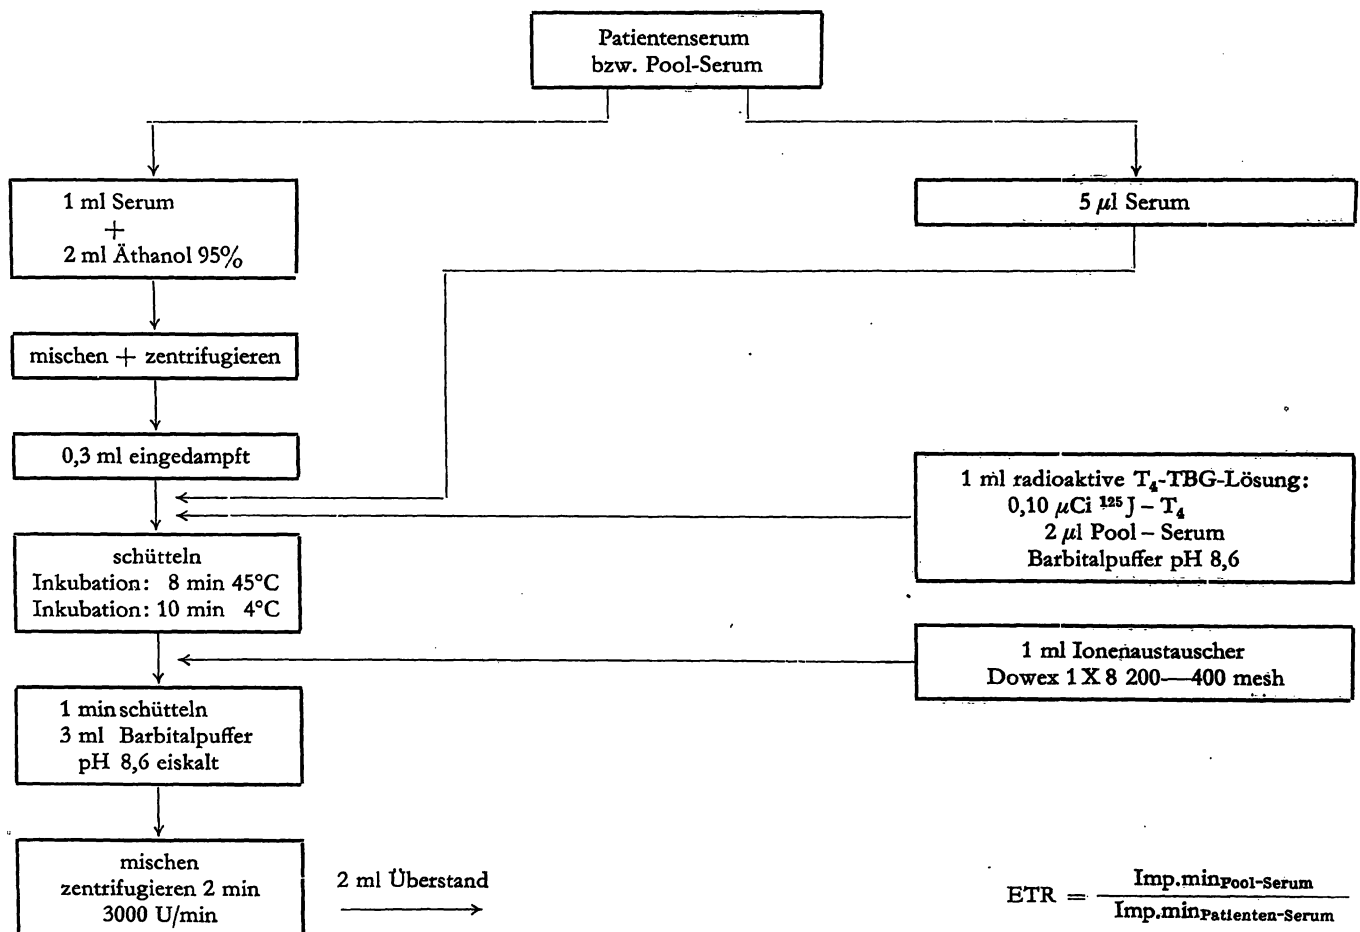 Patientenserum
bzw. Pool-Serum
1 ml Serum
+
2 ml Äthanol 95%
5 μl Serum
mischen + zentrifugieren
0,3 ml eingedampft
1 ml radioaktive T₄-TBG-Lösung:
0,10 μCi ¹²⁵J – T₄
2 μl Pool – Serum
Barbitalpuffer pH 8,6
schütteln
Inkubation: 8 min 45°C
Inkubation: 10 min 4°C
1 ml Ionenaustauscher
Dowex 1 X 8 200—400 mesh
1 min schütteln
3 ml Barbitalpuffer
pH 8,6 eiskalt
mischen
zentrifugieren 2 min
3000 U/min
2 ml Überstand
ETR = Imp.min Pool-Serum
Imp.min Patienten-Serum